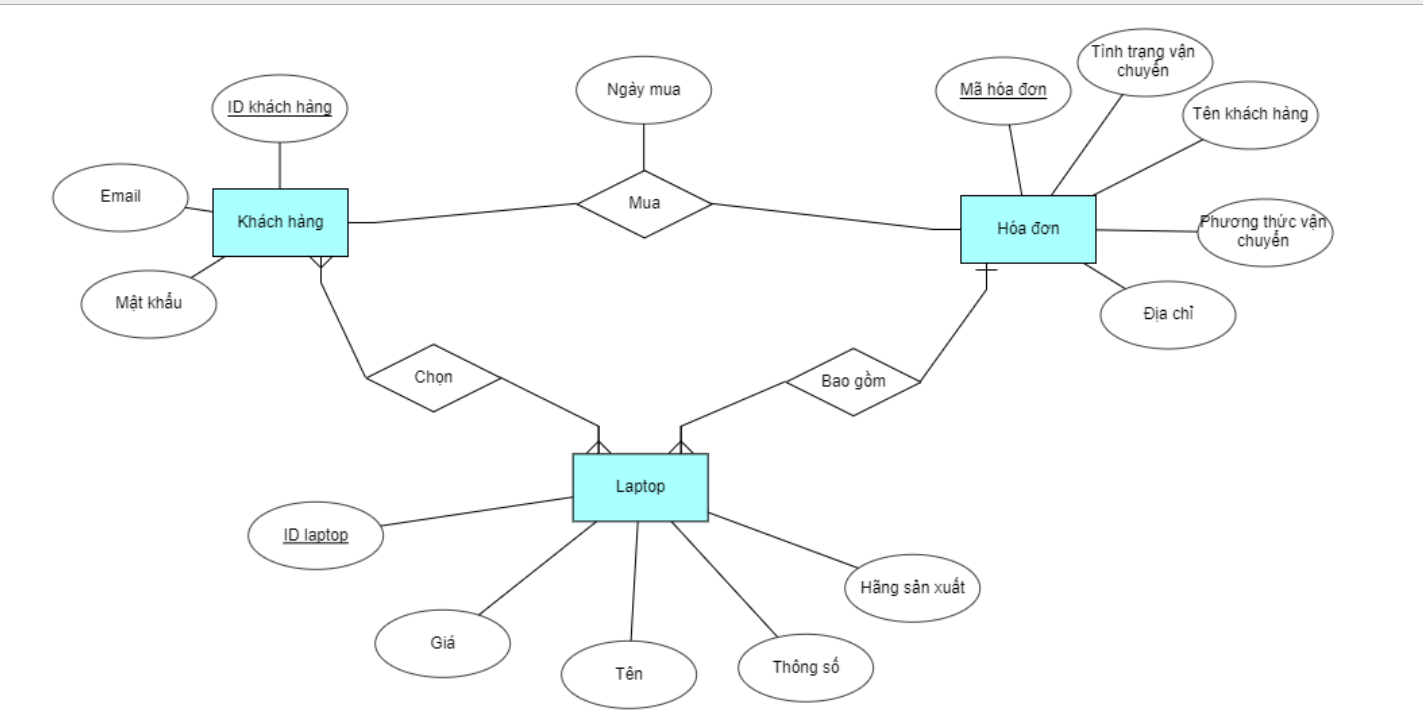 Tình trạng vận
chuyển
Ngày mua
Mã hóa đơn
ID khách hàng
Tên khách hàng
Email
Khách hàng
Mua
Hóa đơn
Phương thức vận
chuyển
Mật khẩu
Địa chỉ
Chọn
Bao gồm
Laptop
ID laptop
Hãng sản xuất
Giá
Tên
Thông số